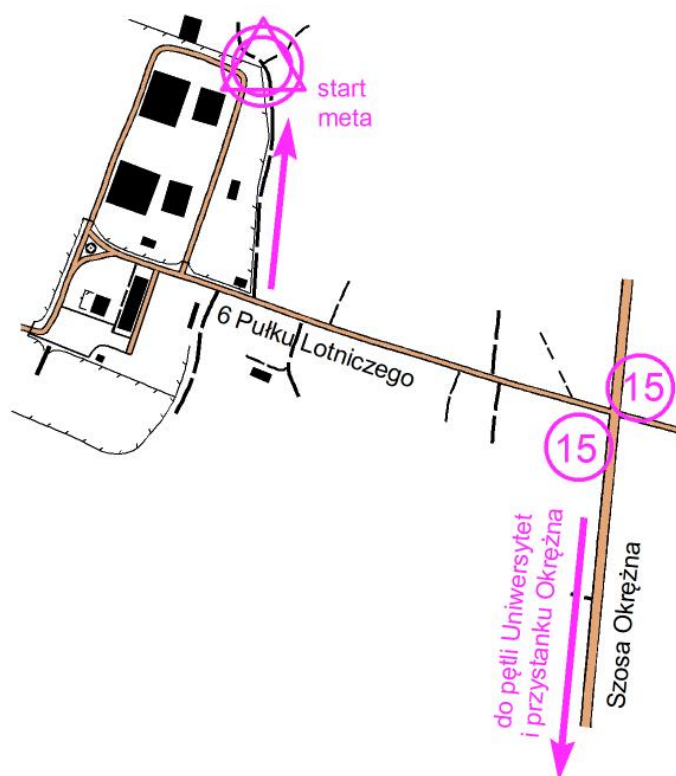 start
meta
6 Pułku Lotniczego
15
15
do pętli Uniwersytet
i przystanku Okrężna
Szosa Okrężna